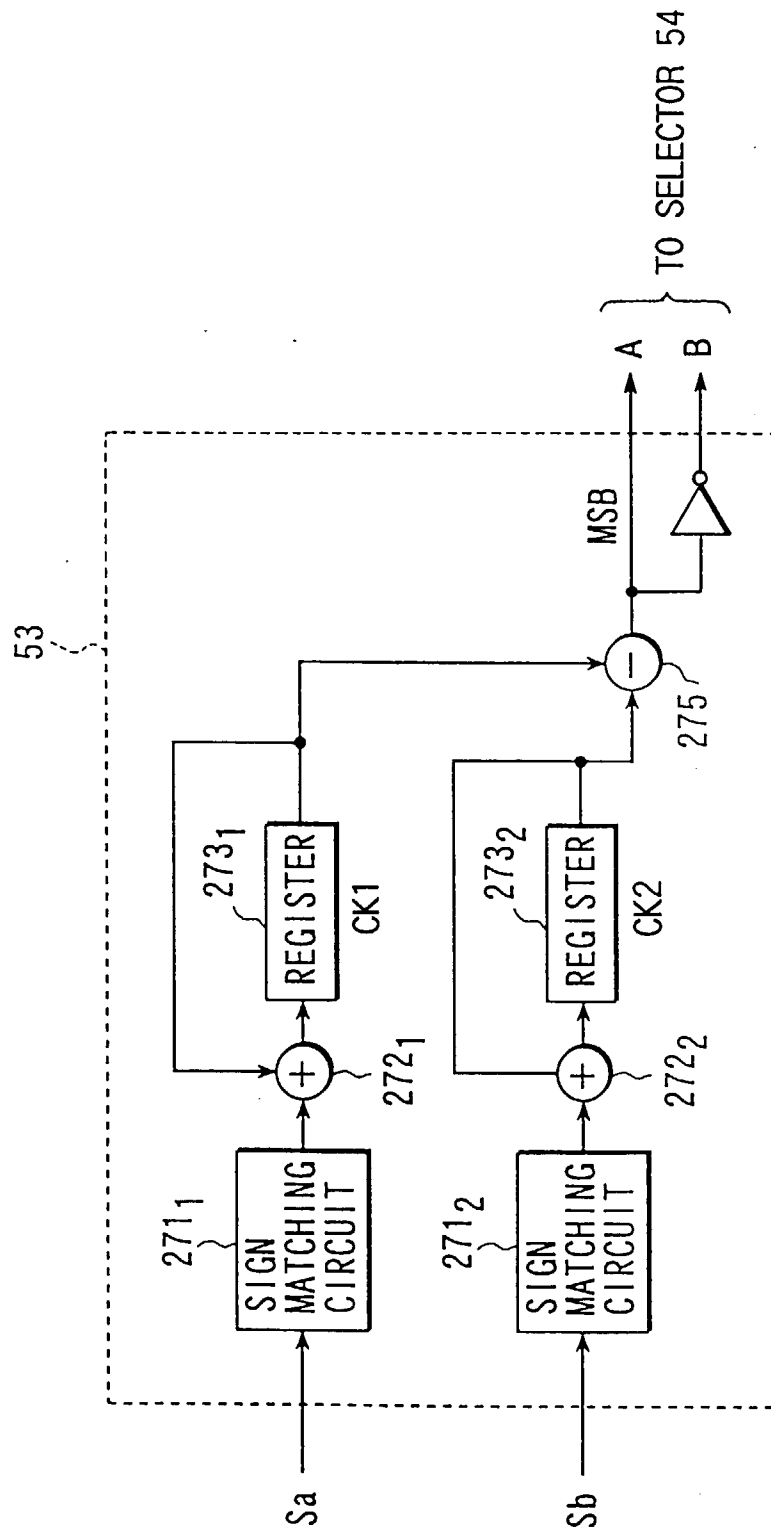 53
Sa
271₁
SIGN
MATCHING
CIRCUIT
+
272₁
273₁
REGISTER
CK1
Sb
271₂
SIGN
MATCHING
CIRCUIT
+
272₂
273₂
REGISTER
CK2
−
275
MSB
A
B
TO SELECTOR 54